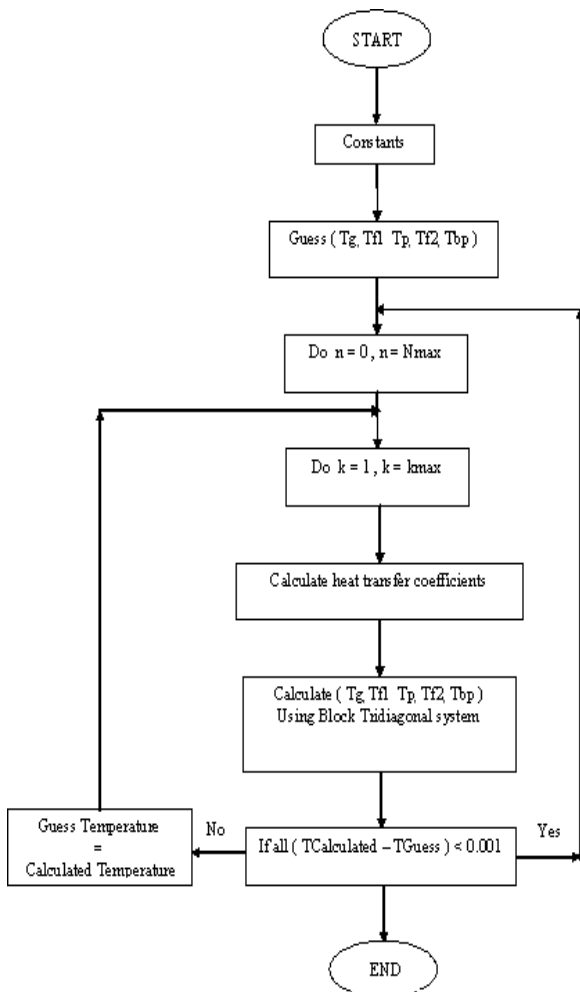 START
Constants
Guess ( Tg, Tf1 Tp, Tf2, Tbp )
Do n = 0 , n = Nmax
Do k = 1 , k = kmax
Calculate heat transfer coefficients
Calculate ( Tg, Tf1 Tp, Tf2, Tbp )
Using Block Tridiagonal system
Guess Temperature
=
Calculated Temperature
No
If all ( TCalculated – TGuess ) < 0.001
Yes
END